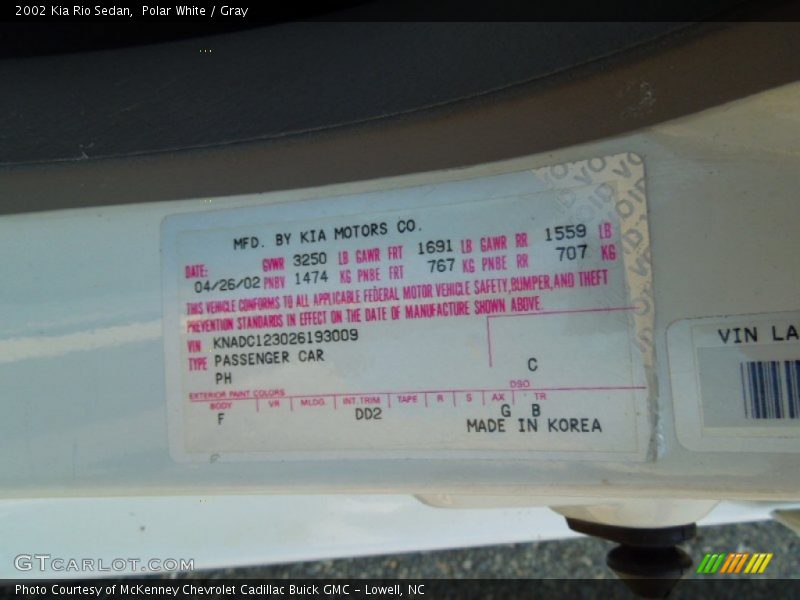 2002 Kia Rio Sedan,  Polar White / Gray
VOID VOID
VOID
MFD. BY KIA MOTORS CO.
DATE: GVWR 3250 LB GAWR FRT 1691 LB GAWR RR 1559 LB
04/26/02 PNBV 1474 KG PNBE FRT 767 KG PNBE RR 707 KG
THIS VEHICLE CONFORMS TO ALL APPLICABLE FEDERAL MOTOR VEHICLE SAFETY,BUMPER,AND THEFT
PREVENTION STANDARDS IN EFFECT ON THE DATE OF MANUFACTURE SHOWN ABOVE.
VIN KNADC123026193009
TYPE PASSENGER CAR
PH
C
DSO
EXTERIOR PAINT COLORS
BODY VR MLDG. INT.TRIM TAPE R S AX TR
F DD2 G B
MADE IN KOREA
VIN LA
GTCarLot.com
Photo Courtesy of McKenney Chevrolet Cadillac Buick GMC - Lowell, NC